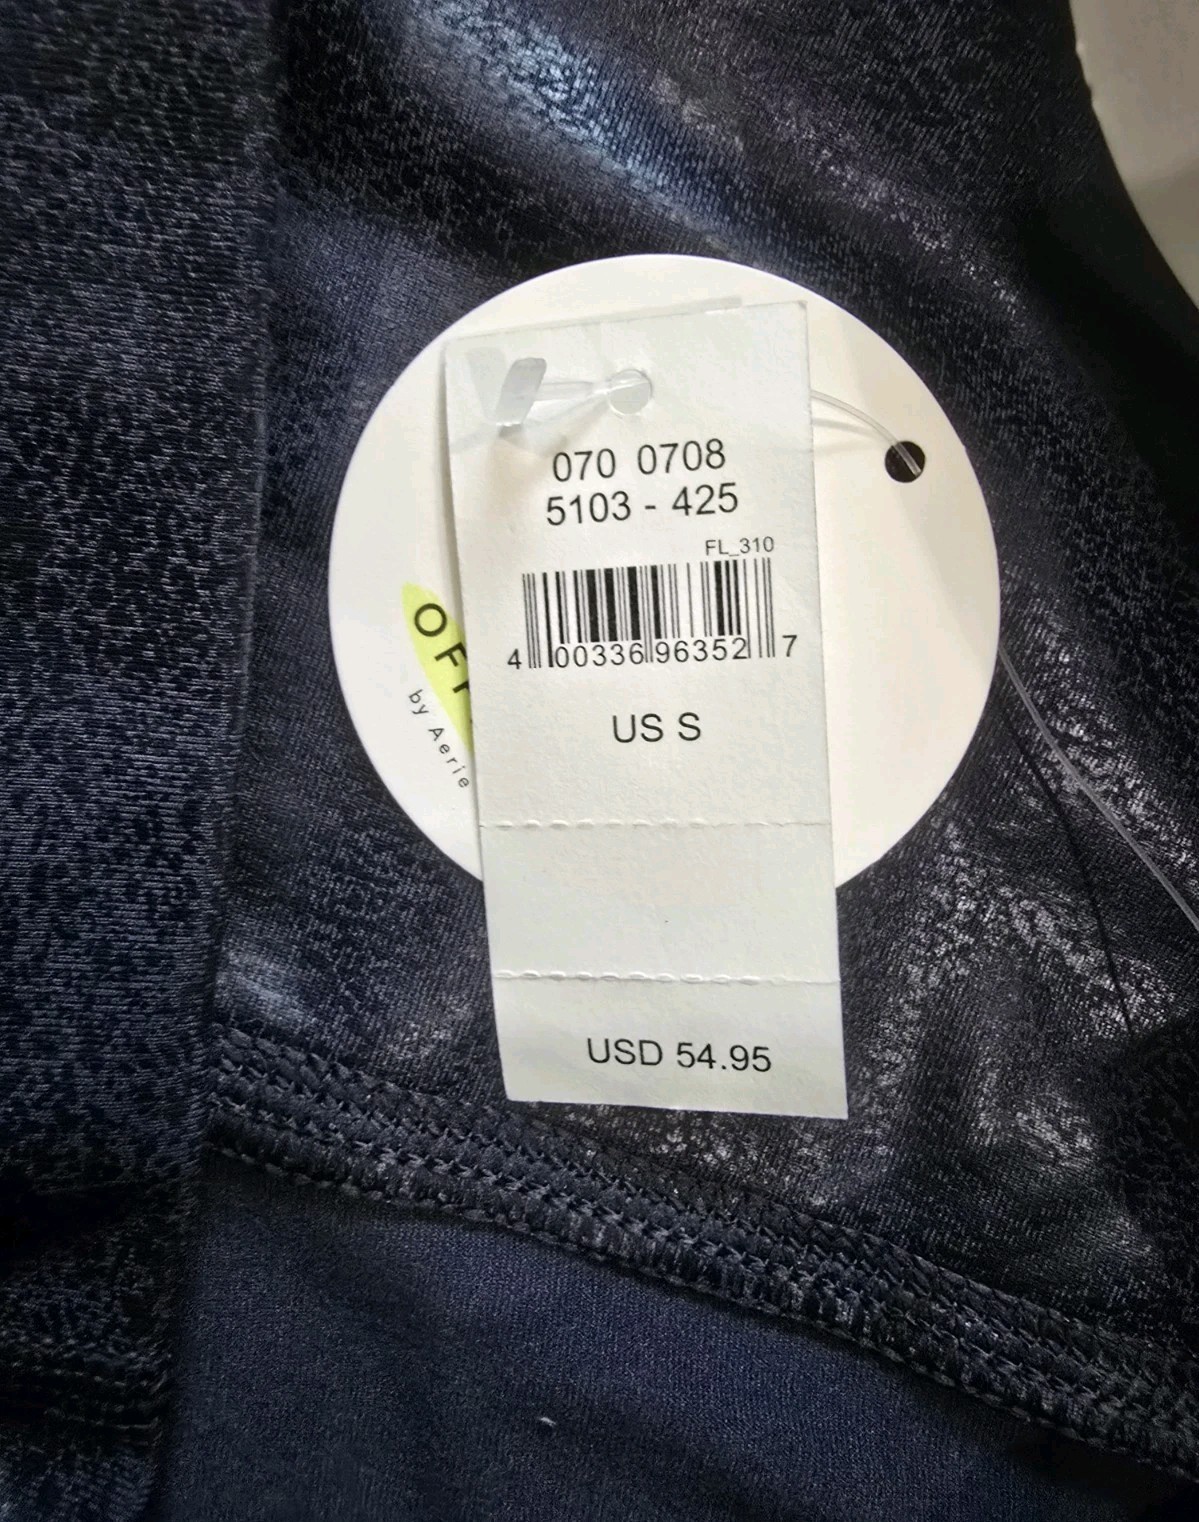 070 0708
5103 - 425
FL_310
4 00336 96352 7
US S
USD 54.95
by Aerie